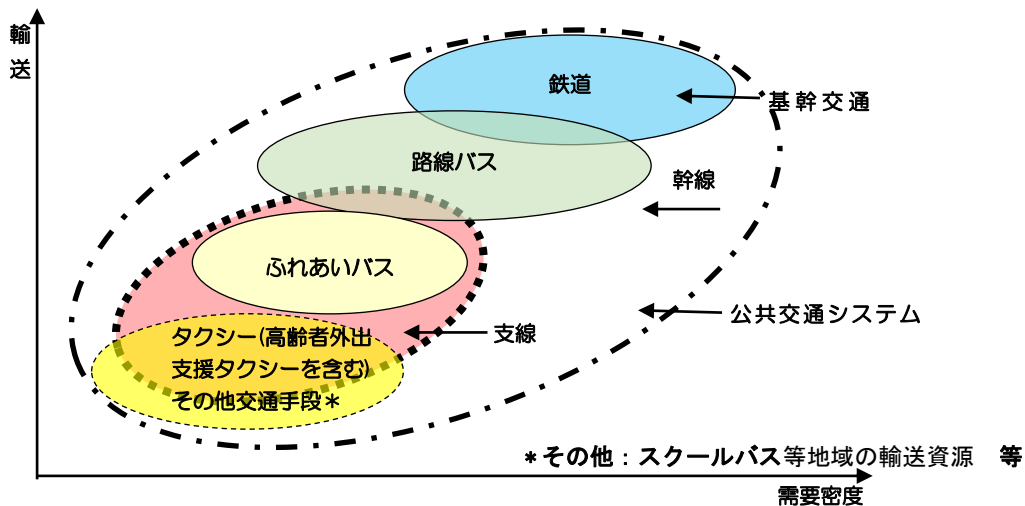 輸
送
鉄道
基幹交通
路線バス
幹線
ふれあいバス
公共交通システム
タクシー(高齢者外出
支援タクシーを含む)
その他交通手段＊
支線
＊その他：スクールバス等地域の輸送資源　等
需要密度